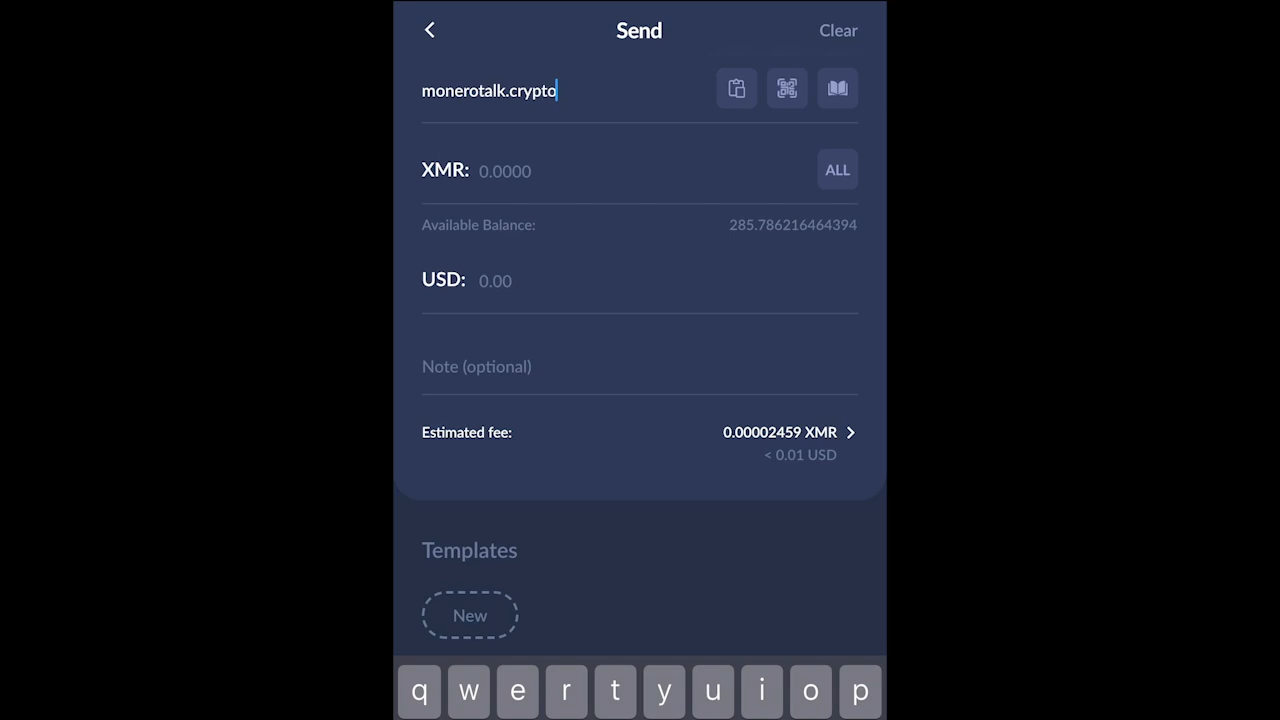 Send
Clear
monerotalk.crypto
XMR: 0.0000
ALL
Available Balance: 285.786216464394
USD: 0.00
Note (optional)
Estimated fee: 0.00002459 XMR
< 0.01 USD
Templates
New
q w e r t y u i o p